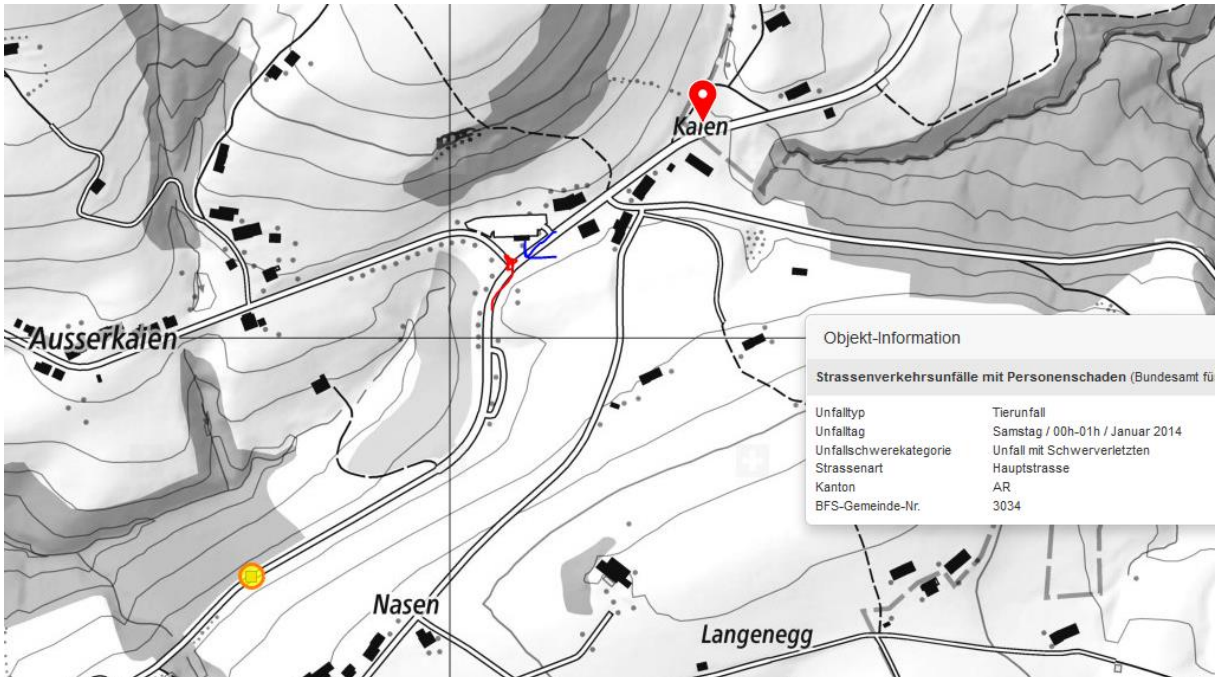 Kaien
Ausserkaien
Objekt-Information
Strassenverkehrsunfälle mit Personenschaden (Bundesamt fü
Unfalltyp Tierunfall
Unfalltag Samstag / 00h-01h / Januar 2014
Unfallschwerekategorie Unfall mit Schwerverletzten
Strassenart Hauptstrasse
Kanton AR
BFS-Gemeinde-Nr. 3034
Nasen
Langenegg